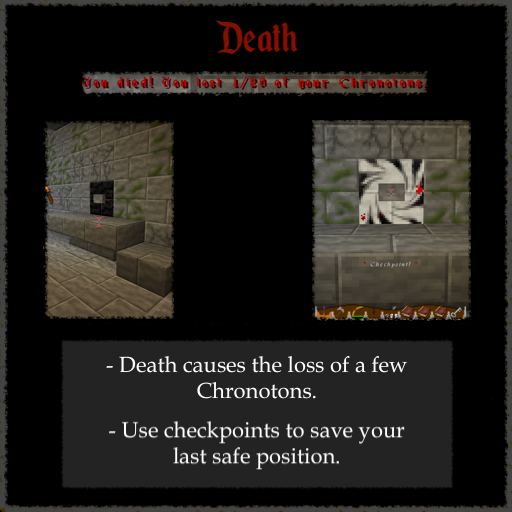 Death
You died! You lost 1/20 of your Chronotons.
Checkpoint!
- Death causes the loss of a few
Chronotons.
- Use checkpoints to save your
last safe position.